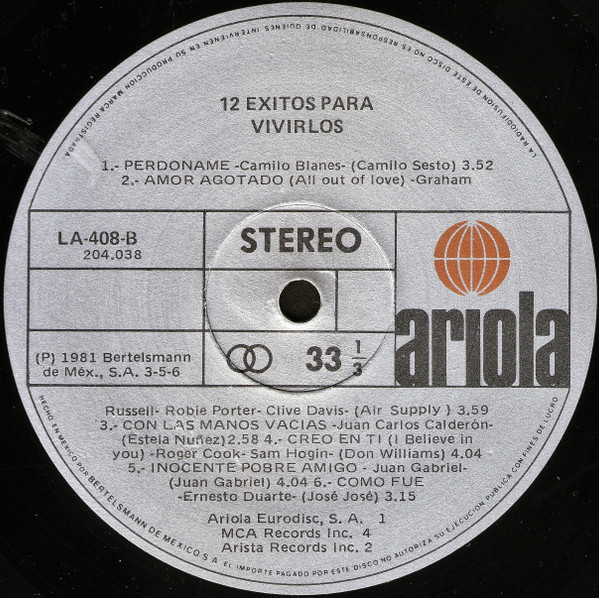 LA RADIODIFUSION DE ESTE DISCO NO ES RESPONSABILIDAD DE QUIENES INTERVIENEN EN SU PRODUCCION MARCA REGISTRADA
12 EXITOS PARA
VIVIRLOS
1.- PERDONAME -Camilo Blanes- (Camilo Sesto) 3.52
2.- AMOR AGOTADO (All out of love) -Graham
LA-408-B
204.038
STEREO
(P) 1981 Bertelsmann
de Méx., S.A. 3-5-6
33 1/3
ariola
Russell- Robie Porter- Clive Davis- (Air Supply ) 3.59
3.- CON LAS MANOS VACIAS -Juan Carlos Calderón-
(Estela Nuñez)2.58 4.- CREO EN TI (I Believe in
you) -Roger Cook- Sam Hogin- (Don Williams) 4.04
5.- INOCENTE POBRE AMIGO - Juan Gabriel-
(Juan Gabriel) 4.04 6.- COMO FUE
-Ernesto Duarte- (José José) 3.15
Ariola Eurodisc, S. A. 1
MCA Records Inc. 4
Arista Records Inc. 2
HECHO EN MEXICO POR BERTELSMANN DE MEXICO, S.A. EL IMPORTE PAGADO POR ESTE DISCO NO AUTORIZA SU EJECUCION PUBLICA CON FINES DE LUCRO